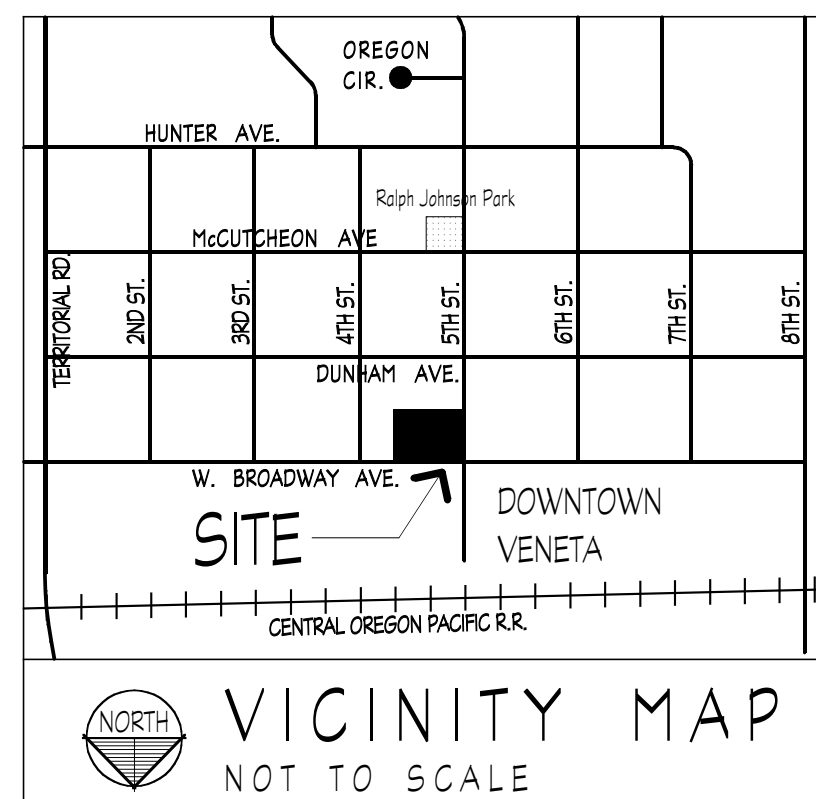 OREGON
CIR.
HUNTER AVE.
Ralph Johnson Park
McCUTCHEON AVE
TERRITORIAL RD.
2ND ST.
3RD ST.
4TH ST.
5TH ST.
6TH ST.
7TH ST.
8TH ST.
DUNHAM AVE.
W. BROADWAY AVE.
SITE
DOWNTOWN
VENETA
CENTRAL OREGON PACIFIC R.R.
NORTH
VICINITY MAP
NOT TO SCALE